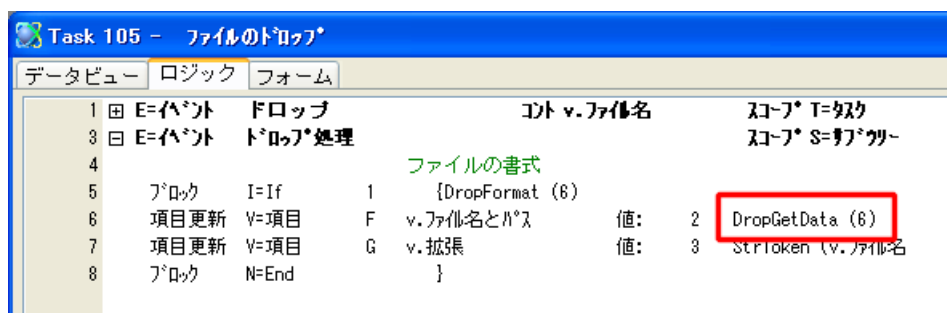 Task 105 - ﾌｧｲﾙのﾄﾞﾛｯﾌﾟ
データビュー ロジック フォーム
1 E=ｲﾍﾞﾝﾄ ドロップ ｺﾝﾄ v.ﾌｧｲﾙ名 ｽｺｰﾌﾟ T=ﾀｽｸ
3 E=ｲﾍﾞﾝﾄ ﾄﾞﾛｯﾌﾟ処理 ｽｺｰﾌﾟ S=ｻﾌﾞﾂﾘｰ
4 ファイルの書式
5 ﾌﾞﾛｯｸ I=If 1 {DropFormat (6)
6 項目更新 V=項目 F v.ﾌｧｲﾙ名とﾊﾟｽ 値: 2 DropGetData (6)
7 項目更新 V=項目 G v.拡張 値: 3 StrToken (v.ﾌｧｲﾙ名
8 ﾌﾞﾛｯｸ N=End }